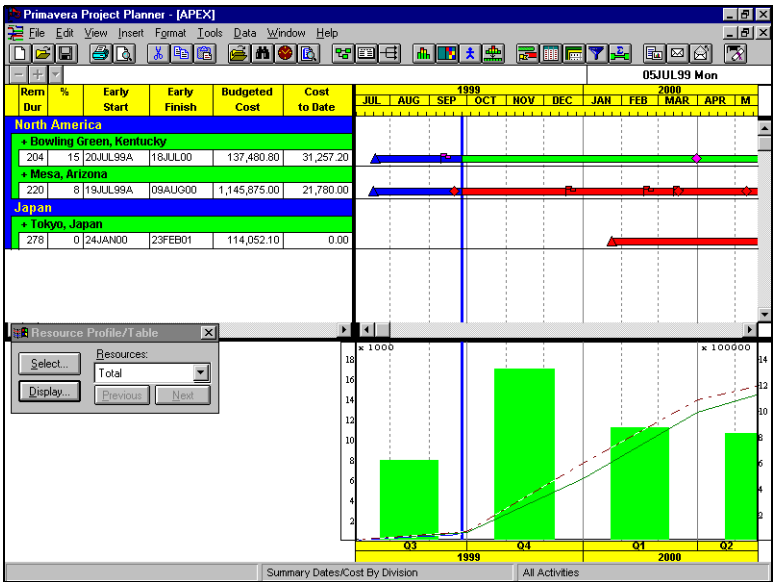 Primavera Project Planner - [APEX]
File Edit View Insert Format Tools Data Window Help
05JUL99 Mon
Rem Dur % Early Start Early Finish Budgeted Cost Cost to Date
1999 2000
JUL AUG SEP OCT NOV DEC JAN FEB MAR APR M
North America
+ Bowling Green, Kentucky
204 15 20JUL99A 18JUL00 137,480.80 31,257.20
+ Mesa, Arizona
220 8 19JUL99A 09AUG00 1,145,875.00 21,780.00
Japan
+ Tokyo, Japan
278 0 24JAN00 23FEB01 114,052.10 0.00
Resource Profile/Table
Select...
Resources:
Total
Display...
Previous Next
x 1000 x 100000
18 14
16
14 12
12
10 10
8 8
6 6
4 4
2 2
Q3 Q4 Q1 Q2
1999 2000
Summary Dates/Cost By Division All Activities